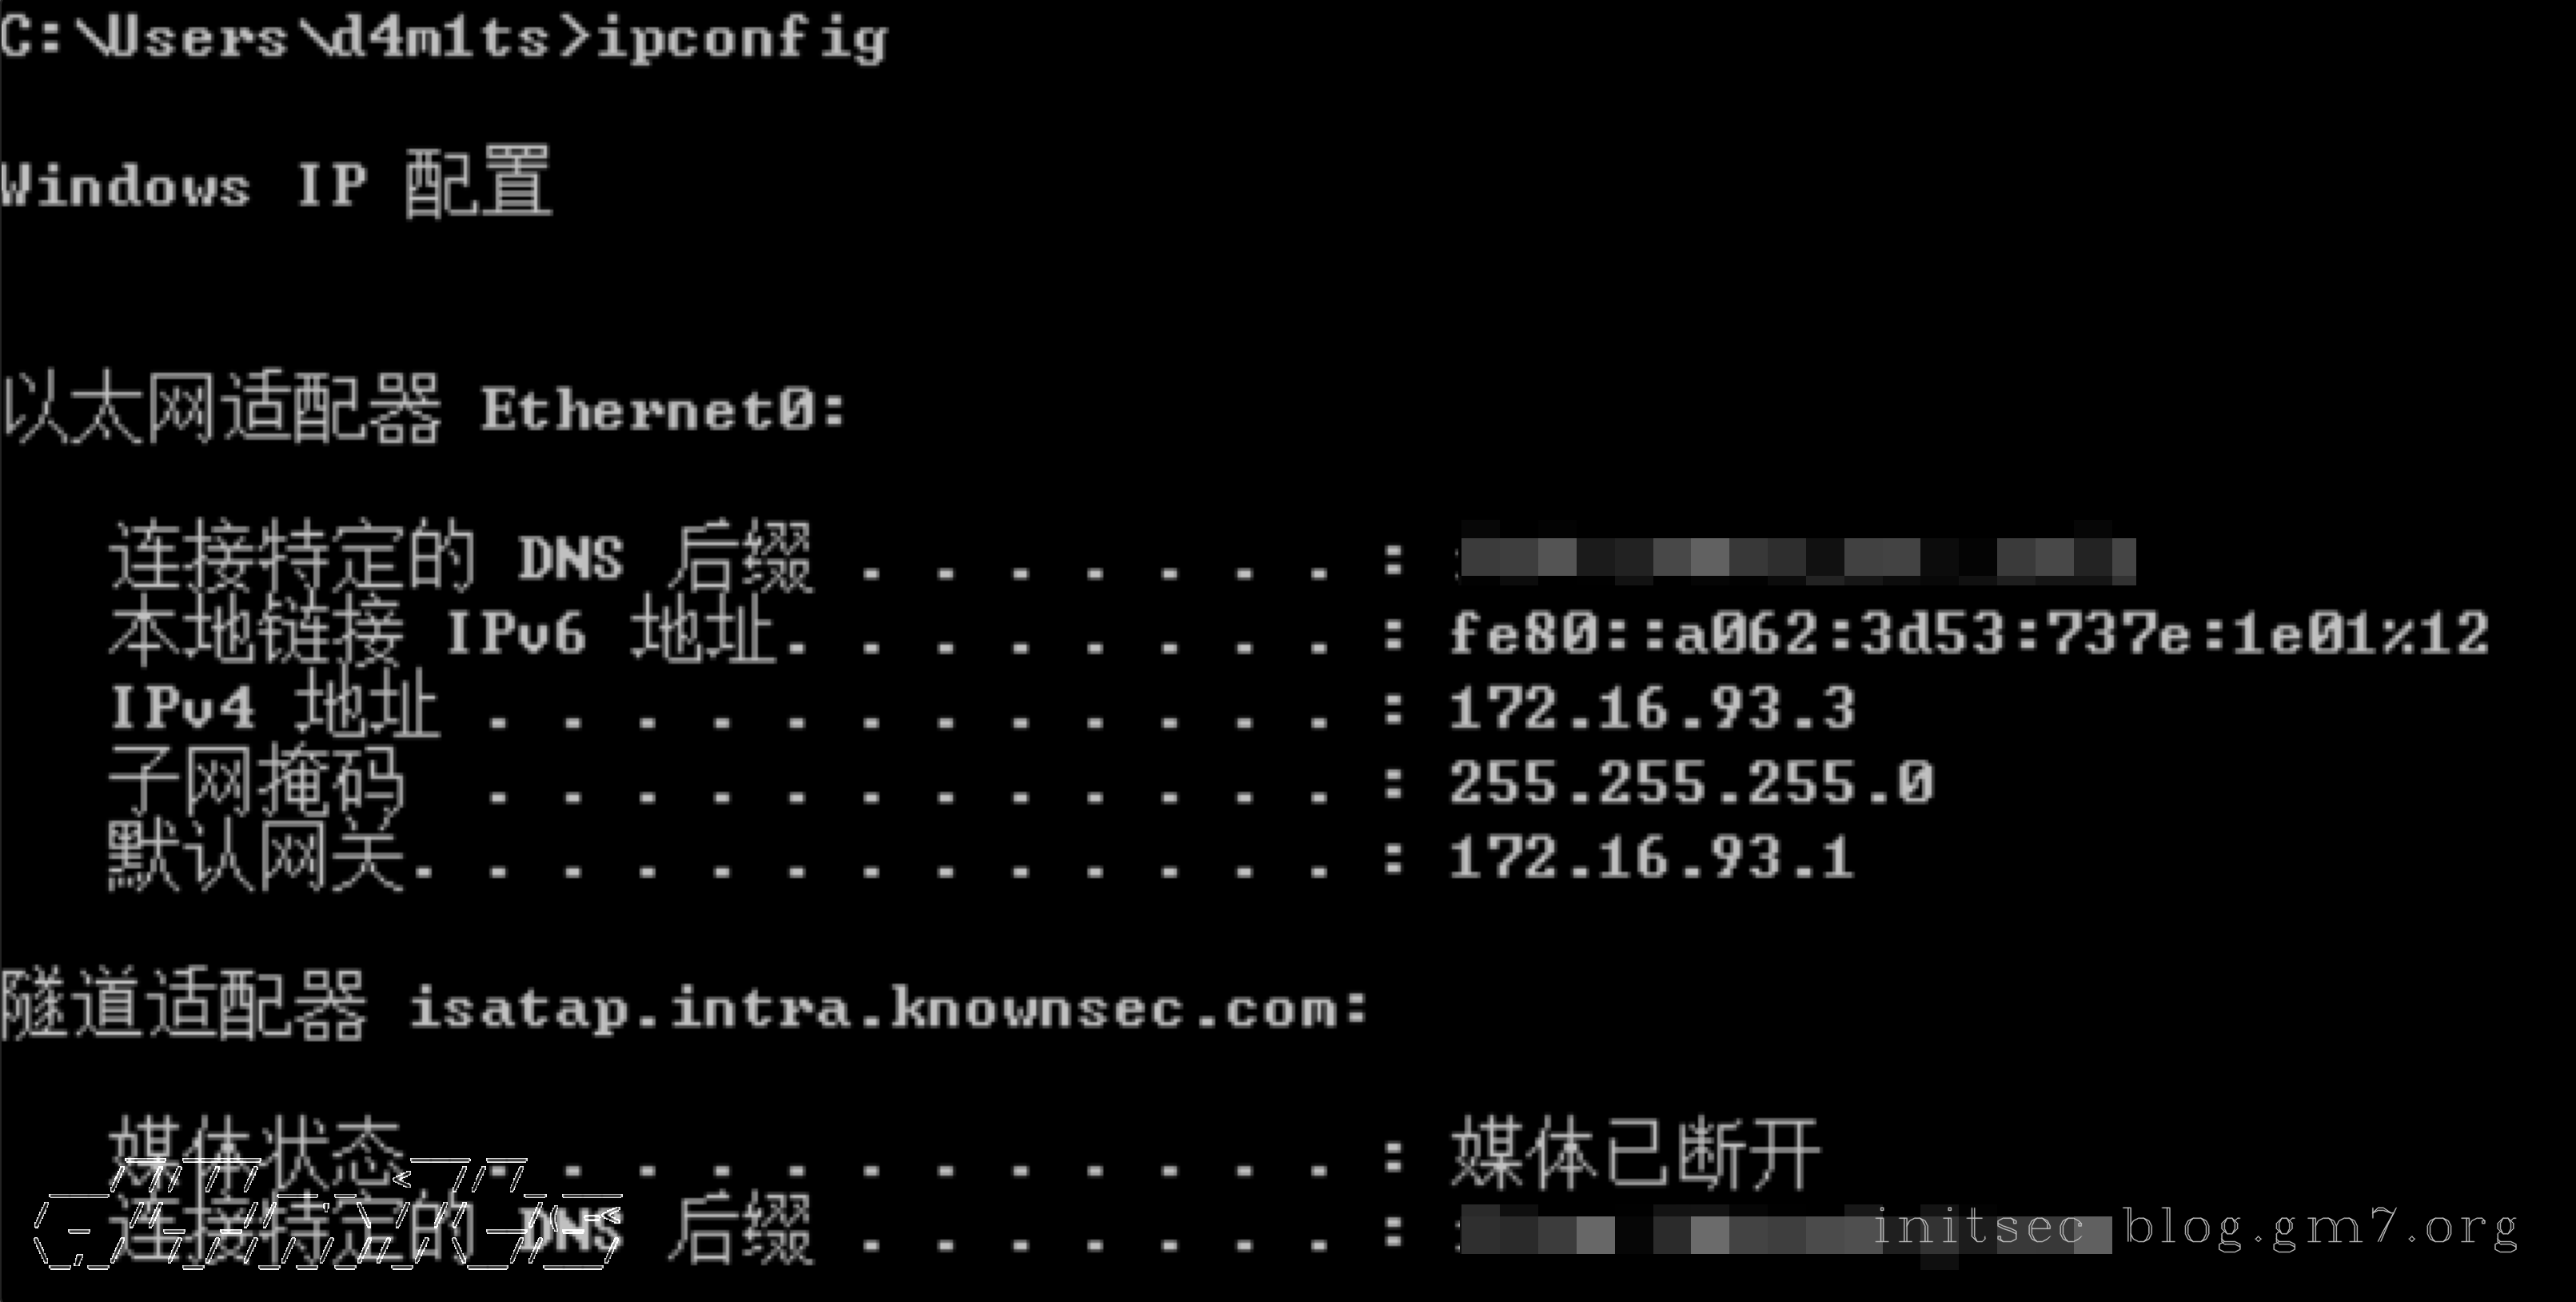 C:\Users\d4m1ts>ipconfig
Windows IP 配置
以太网适配器 Ethernet0:
连接特定的 DNS 后缀 . . . . . . . :
本地链接 IPv6 地址. . . . . . . . : fe80::a062:3d53:737e:1e01%12
IPv4 地址 . . . . . . . . . . . . : 172.16.93.3
子网掩码  . . . . . . . . . . . . : 255.255.255.0
默认网关. . . . . . . . . . . . . : 172.16.93.1
隧道适配器 isatap.intra.knownsec.com:
媒体状态 . . . . . . . . . . . . : 媒体已断开
连接特定的 DNS 后缀 . . . . . . . :
initsec blog.gm7.org